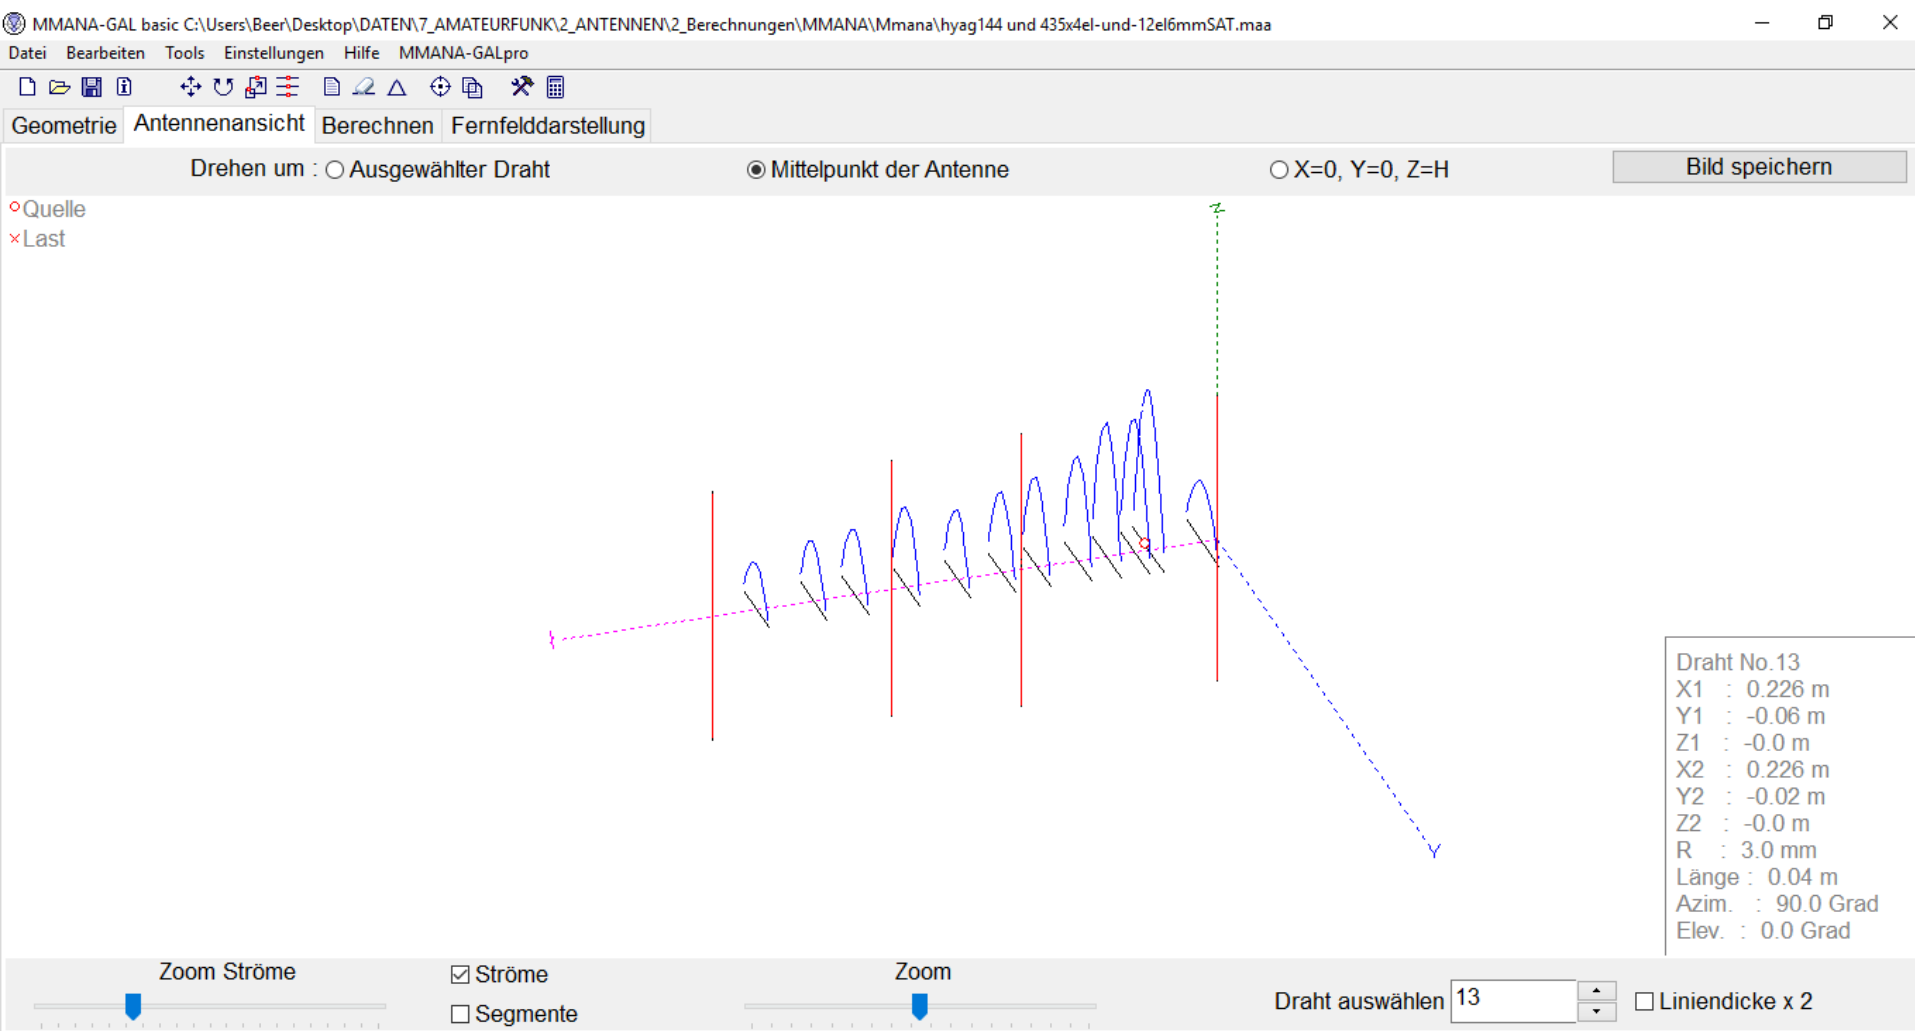 MMANA-GAL basic C:\Users\Beer\Desktop\DATEN\7_AMATEURFUNK\2_ANTENNEN\2_Berechnungen\MMANA\Mmana\hyag144 und 435x4el-und-12el6mmSAT.maa
Datei Bearbeiten Tools Einstellungen Hilfe MMANA-GALpro
Geometrie Antennenansicht Berechnen Fernfelddarstellung
Drehen um : Ausgewählter Draht Mittelpunkt der Antenne X=0, Y=0, Z=H Bild speichern
Quelle
Last
Z
X
Y
Draht No.13
X1 : 0.226 m
Y1 : -0.06 m
Z1 : -0.0 m
X2 : 0.226 m
Y2 : -0.02 m
Z2 : -0.0 m
R : 3.0 mm
Länge : 0.04 m
Azim. : 90.0 Grad
Elev. : 0.0 Grad
Zoom Ströme Ströme Zoom
Segmente Draht auswählen 13 Liniendicke x 2